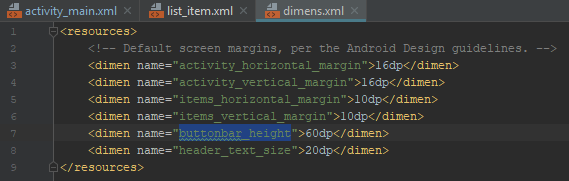 activity_main.xml list_item.xml dimens.xml
1 <resources>
2 <!-- Default screen margins, per the Android Design guidelines. -->
3 <dimen name="activity_horizontal_margin">16dp</dimen>
4 <dimen name="activity_vertical_margin">16dp</dimen>
5 <dimen name="items_horizontal_margin">10dp</dimen>
6 <dimen name="items_vertical_margin">10dp</dimen>
7 <dimen name="buttonbar_height">60dp</dimen>
8 <dimen name="header_text_size">20dp</dimen>
9 </resources>